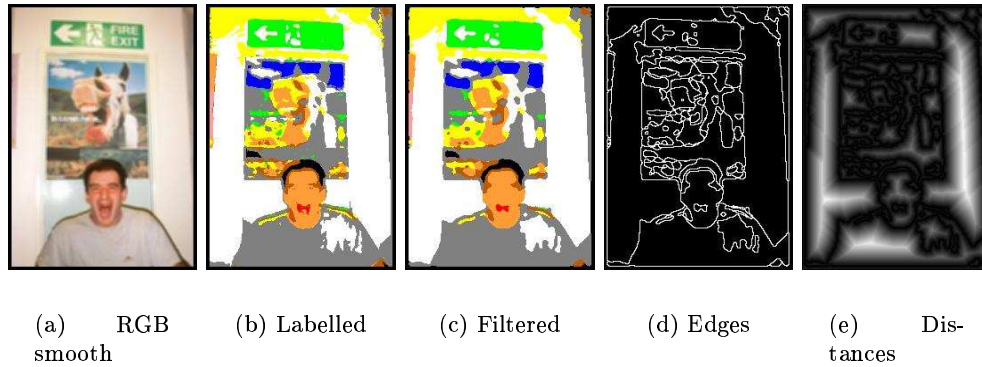 FIRE
EXIT
(a) RGB smooth
(b) Labelled
(c) Filtered
(d) Edges
(e) Dis-
tances